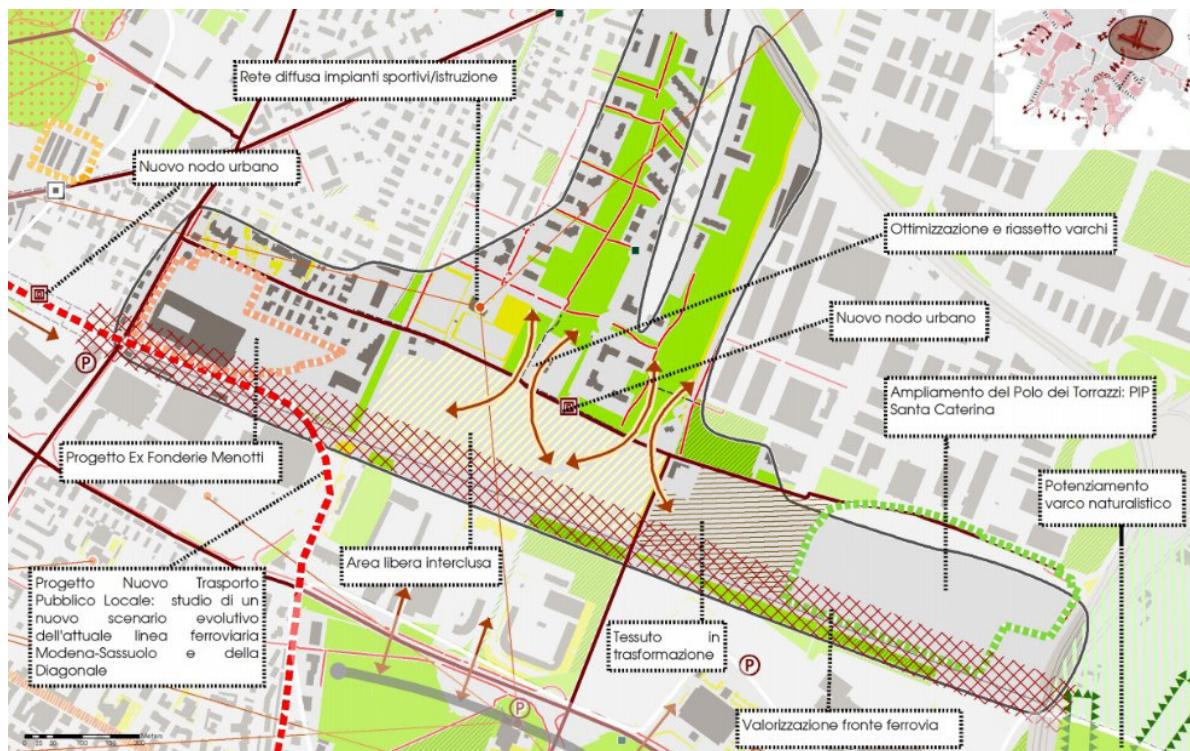 Rete diffusa impianti sportivi/istruzione
Nuovo nodo urbano
Ottimizzazione e riassetto varchi
Nuovo nodo urbano
Ampliamento del Polo dei Torrazzi: PIP
Santa Caterina
P
Progetto Ex Fonderie Menotti
Potenziamento
varco naturalistico
Area libera interclusa
Progetto Nuovo Trasporto
Pubblico Locale: studio di un
nuovo scenario evolutivo
dell'attuale linea ferroviaria
Modena-Sassuolo e della
Diagonale
Tessuto in
trasformazione
P
P
Valorizzazione fronte ferrovia
Meters